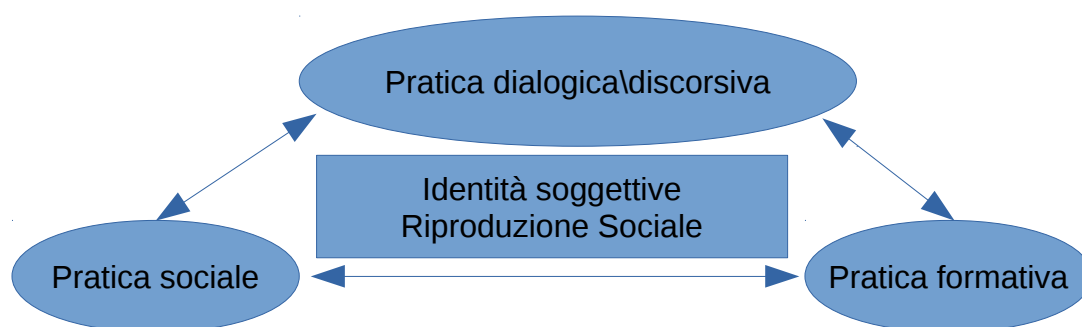 Pratica dialogica\discorsiva
Identità soggettive
Riproduzione Sociale
Pratica sociale
Pratica formativa